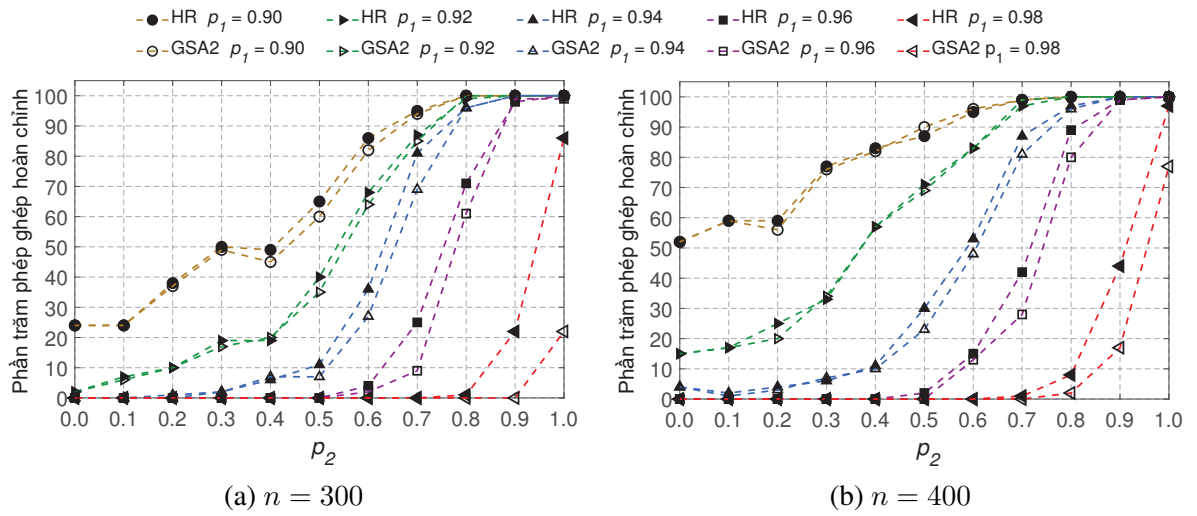 HR p1 = 0.90 HR p1 = 0.92 HR p1 = 0.94 HR p1 = 0.96 HR p1 = 0.98
GSA2 p1 = 0.90 GSA2 p1 = 0.92 GSA2 p1 = 0.94 GSA2 p1 = 0.96 GSA2 p1 = 0.98
Phần trăm phép ghép hoàn chỉnh
100
90
80
70
60
50
40
30
20
10
0
0.0 0.1 0.2 0.3 0.4 0.5 0.6 0.7 0.8 0.9 1.0
p2
(a) n = 300
Phần trăm phép ghép hoàn chỉnh
100
90
80
70
60
50
40
30
20
10
0
0.0 0.1 0.2 0.3 0.4 0.5 0.6 0.7 0.8 0.9 1.0
p2
(b) n = 400